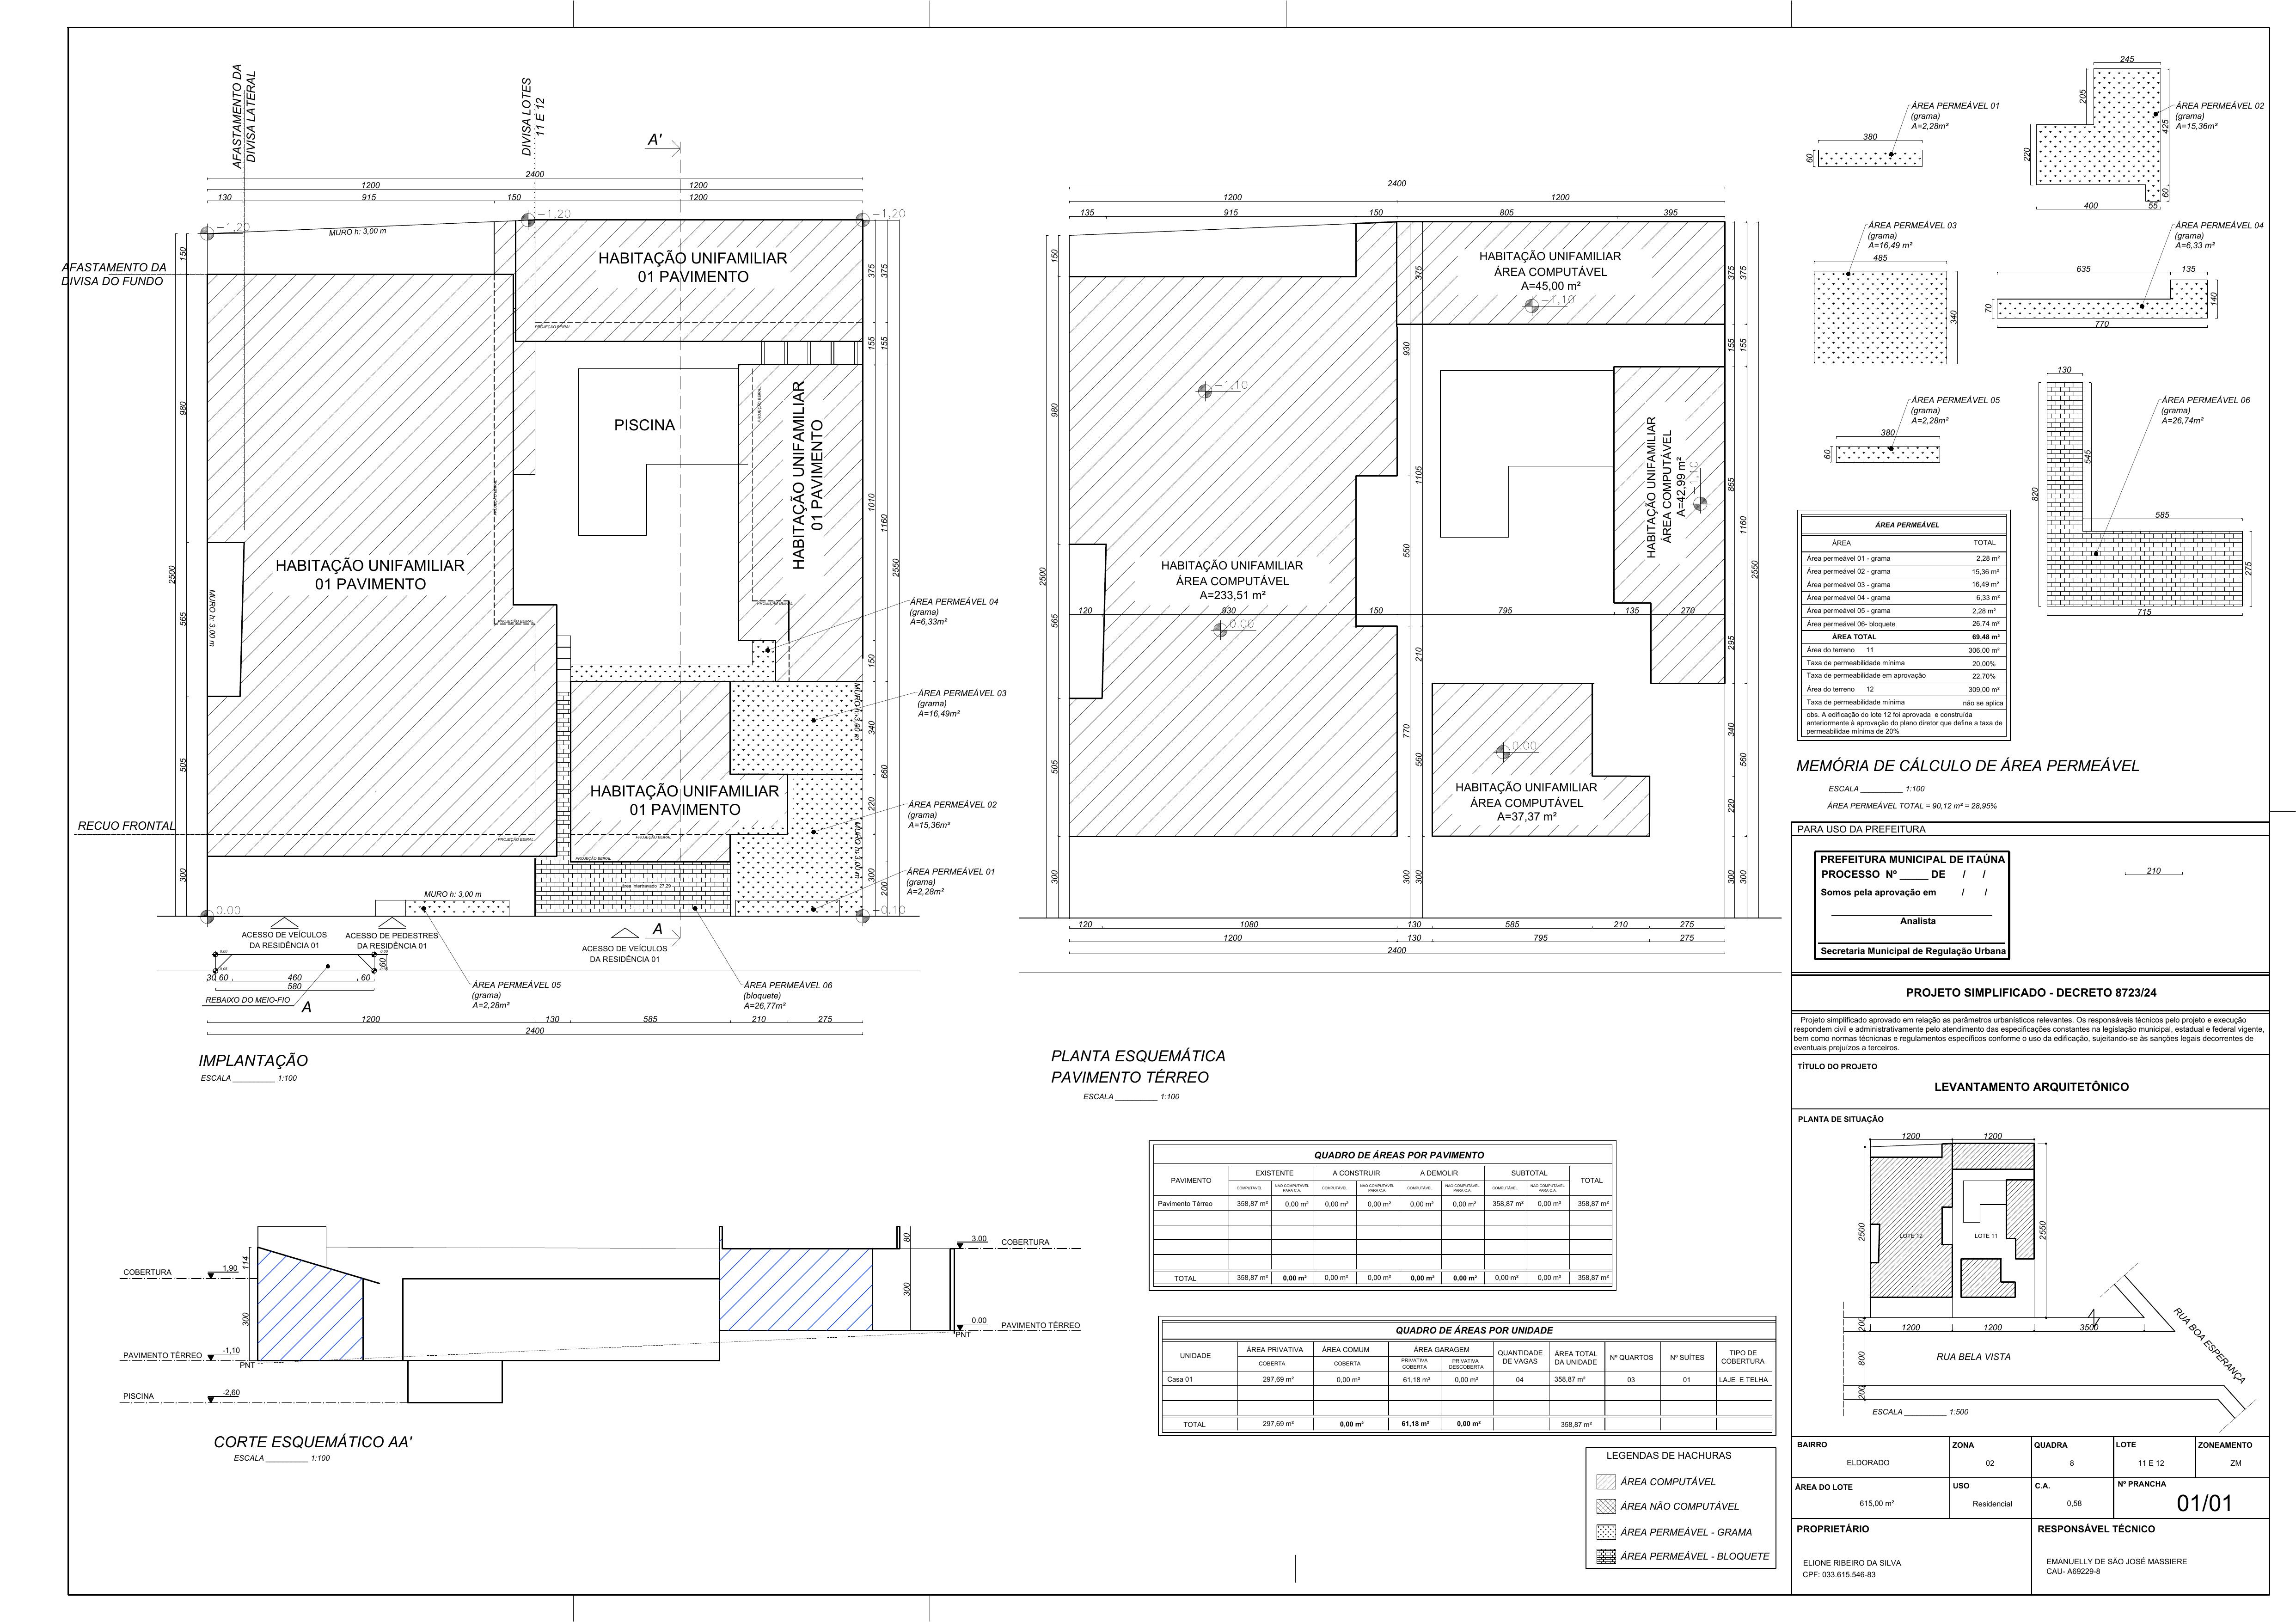 AFASTAMENTO DA
DIVISA LATERAL
DIVISA LOTES
11 E 12
A'
2400
1200 1200
130 915 150 1200
-1,20 -1,20 -1,20
MURO h: 3,00 m
AFASTAMENTO DA
DIVISA DO FUNDO
HABITAÇÃO UNIFAMILIAR
01 PAVIMENTO
PROJEÇÃO BEIRAL
PISCINA
HABITAÇÃO UNIFAMILIAR
01 PAVIMENTO
PROJEÇÃO BEIRAL
HABITAÇÃO UNIFAMILIAR
01 PAVIMENTO
MURO h: 3,00 m
PROJEÇÃO BEIRAL
PROJEÇÃO BEIRAL
150
980
565
505
300
2500
375 375
155 155
1010 1160
150
340
660
220
300
200
2550
MURO h: 3,00 m
MURO h: 3,00 m
ÁREA PERMEÁVEL 04
(grama)
A=6,33m²
ÁREA PERMEÁVEL 03
(grama)
A=16,49m²
HABITAÇÃO UNIFAMILIAR
01 PAVIMENTO
ÁREA PERMEÁVEL 02
(grama)
A=15,36m²
RECUO FRONTAL
PROJEÇÃO BEIRAL
PROJEÇÃO BEIRAL
PROJEÇÃO BEIRAL
ÁREA PERMEÁVEL 01
(grama)
A=2,28m²
área intertravado 27,29
MURO h: 3,00 m
0.00 -0,10
A
ACESSO DE VEÍCULOS
DA RESIDÊNCIA 01
ACESSO DE PEDESTRES
DA RESIDÊNCIA 01
ACESSO DE VEÍCULOS
DA RESIDÊNCIA 01
60
30 60 460 60
580
REBAIXO DO MEIO-FIO
A
ÁREA PERMEÁVEL 05
(grama)
A=2,28m²
ÁREA PERMEÁVEL 06
(bloquete)
A=26,77m²
1200 130 585 210 275
2400
IMPLANTAÇÃO
ESCALA __________ 1:100
2400
1200 1200
135 915 150 805 395
HABITAÇÃO UNIFAMILIAR
ÁREA COMPUTÁVEL
A=45,00 m²
-1,10
-1,10
HABITAÇÃO UNIFAMILIAR
ÁREA COMPUTÁVEL
A=42,99 m²
-1,10
HABITAÇÃO UNIFAMILIAR
ÁREA COMPUTÁVEL
A=233,51 m²
120 930 150 795 135 270
0.00
0.00
HABITAÇÃO UNIFAMILIAR
ÁREA COMPUTÁVEL
A=37,37 m²
150
980
565
505
300
2500
375
930
1105
550
210
770
560
300 300
375 375
155 155
865
1160
295
340
560 560
220
300 300
2550
120 1080 130 585 210 275
1200 130 795 275
2400
PLANTA ESQUEMÁTICA
PAVIMENTO TÉRREO
ESCALA __________ 1:100
ÁREA PERMEÁVEL 01
(grama)
A=2,28m²
380
60
245
205
ÁREA PERMEÁVEL 02
(grama)
A=15,36m²
425
220
60
400 55
ÁREA PERMEÁVEL 03
(grama)
A=16,49m²
485
340
ÁREA PERMEÁVEL 04
(grama)
A=6,33m²
635 135
70
140
770
ÁREA PERMEÁVEL 05
(grama)
A=2,28m²
380
60
130
ÁREA PERMEÁVEL 06
(grama)
A=26,74m²
545
820
585
275
715
ÁREA PERMEÁVEL
ÁREA TOTAL
Área permeável 01 - grama 2,28 m²
Área permeável 02 - grama 15,36 m²
Área permeável 03 - grama 16,49 m²
Área permeável 04 - grama 6,33 m²
Área permeável 05 - grama 2,28 m²
Área permeável 06- bloquete 26,74 m²
ÁREA TOTAL 69,48 m²
Área do terreno 11 306,00 m²
Taxa de permeabilidade mínima 20,00%
Taxa de permeabilidade em aprovação 22,70%
Área do terreno 12 309,00 m²
Taxa de permeabilidade mínima não se aplica
obs. A edificação do lote 12 foi aprovada e construída
anteriormente à aprovação do plano diretor que define a taxa de
permeabilidae mínima de 20%
MEMÓRIA DE CÁLCULO DE ÁREA PERMEÁVEL
ESCALA __________ 1:100
ÁREA PERMEÁVEL TOTAL = 90,12 m² = 28,95%
PARA USO DA PREFEITURA
PREFEITURA MUNICIPAL DE ITAÚNA
PROCESSO Nº _____ DE / /
Somos pela aprovação em / /
Analista
Secretaria Municipal de Regulação Urbana
210
PROJETO SIMPLIFICADO - DECRETO 8723/24
Projeto simplificado aprovado em relação as parâmetros urbanísticos relevantes. Os responsáveis técnicos pelo projeto e execução
respondem civil e administrativamente pelo atendimento das especificações constantes na legislação municipal, estadual e federal vigente,
bem como normas técnicnas e regulamentos específicos conforme o uso da edificação, sujeitando-se às sanções legais decorrentes de
eventuais prejuízos a terceiros.
TÍTULO DO PROJETO
LEVANTAMENTO ARQUITETÔNICO
PLANTA DE SITUAÇÃO
1200 1200
2500
2550
LOTE 12 LOTE 11
N
200
1200 1200 3500
800
RUA BELA VISTA
RUA BOA ESPERANÇA
200
ESCALA __________ 1:500
BAIRRO ZONA QUADRA LOTE ZONEAMENTO
ELDORADO 02 8 11 E 12 ZM
ÁREA DO LOTE USO C.A. Nº PRANCHA
615,00 m² Residencial 0,58 01/01
PROPRIETÁRIO RESPONSÁVEL TÉCNICO
ELIONE RIBEIRO DA SILVA
CPF: 033.615.546-83
EMANUELLY DE SÃO JOSÉ MASSIERE
CAU- A69229-8
QUADRO DE ÁREAS POR PAVIMENTO
PAVIMENTO EXISTENTE A CONSTRUIR A DEMOLIR SUBTOTAL TOTAL
COMPUTÁVEL NÃO COMPUTÁVEL PARA C.A. COMPUTÁVEL NÃO COMPUTÁVEL PARA C.A. COMPUTÁVEL NÃO COMPUTÁVEL PARA C.A. COMPUTÁVEL NÃO COMPUTÁVEL PARA C.A.
Pavimento Térreo 358,87 m² 0,00 m² 0,00 m² 0,00 m² 0,00 m² 0,00 m² 358,87 m² 0,00 m² 358,87 m²
TOTAL 358,87 m² 0,00 m² 0,00 m² 0,00 m² 0,00 m² 0,00 m² 0,00 m² 0,00 m² 358,87 m²
QUADRO DE ÁREAS POR UNIDADE
UNIDADE ÁREA PRIVATIVA ÁREA COMUM ÁREA GARAGEM QUANTIDADE DE VAGAS ÁREA TOTAL DA UNIDADE Nº QUARTOS Nº SUÍTES TIPO DE COBERTURA
COBERTA COBERTA PRIVATIVA COBERTA PRIVATIVA DESCOBERTA
Casa 01 297,69 m² 0,00 m² 61,18 m² 0,00 m² 04 358,87 m² 03 01 LAJE E TELHA
TOTAL 297,69 m² 0,00 m² 61,18 m² 0,00 m² 358,87 m²
LEGENDAS DE HACHURAS
ÁREA COMPUTÁVEL
ÁREA NÃO COMPUTÁVEL
ÁREA PERMEÁVEL - GRAMA
ÁREA PERMEÁVEL - BLOQUETE
80
3,00 COBERTURA
114
COBERTURA 1,90
300
300
0,00 PAVIMENTO TÉRREO
PNT
PAVIMENTO TÉRREO -1,10
PNT
PISCINA -2,60
CORTE ESQUEMÁTICO AA'
ESCALA __________ 1:100